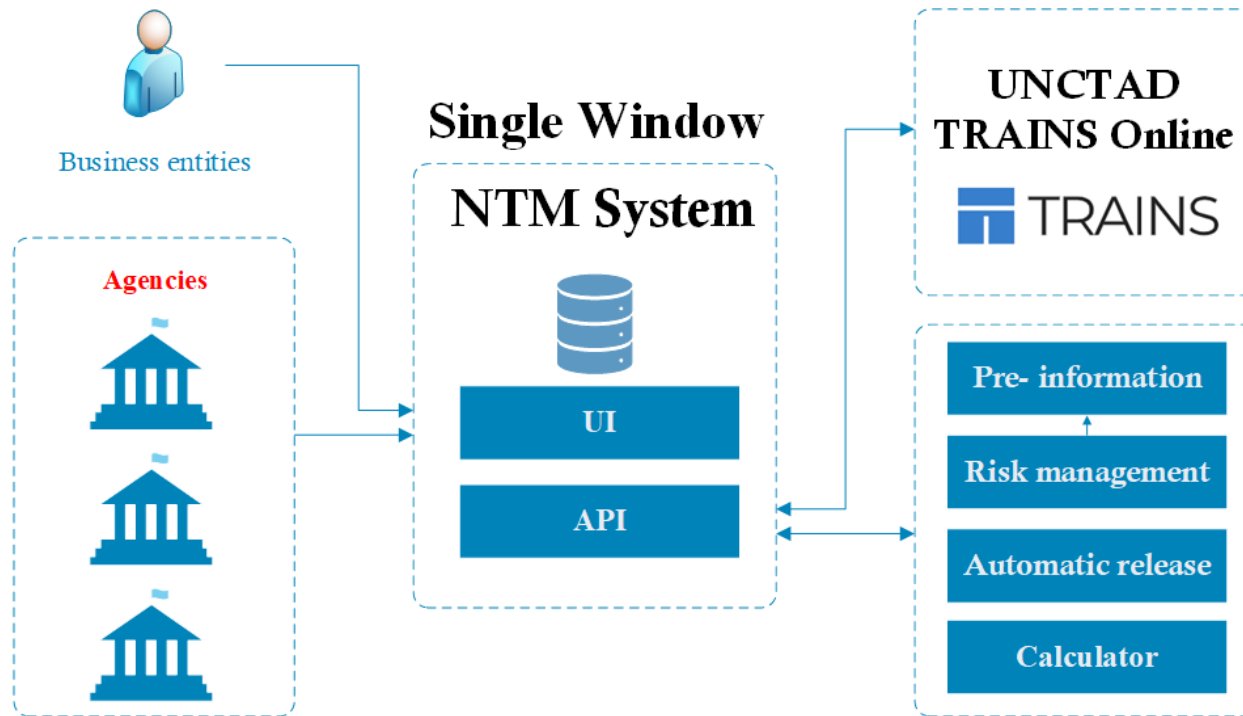 Business entities
Agencies
Single Window
NTM System
UI
API
UNCTAD
TRAINS Online
TRAINS
Pre- information
Risk management
Automatic release
Calculator